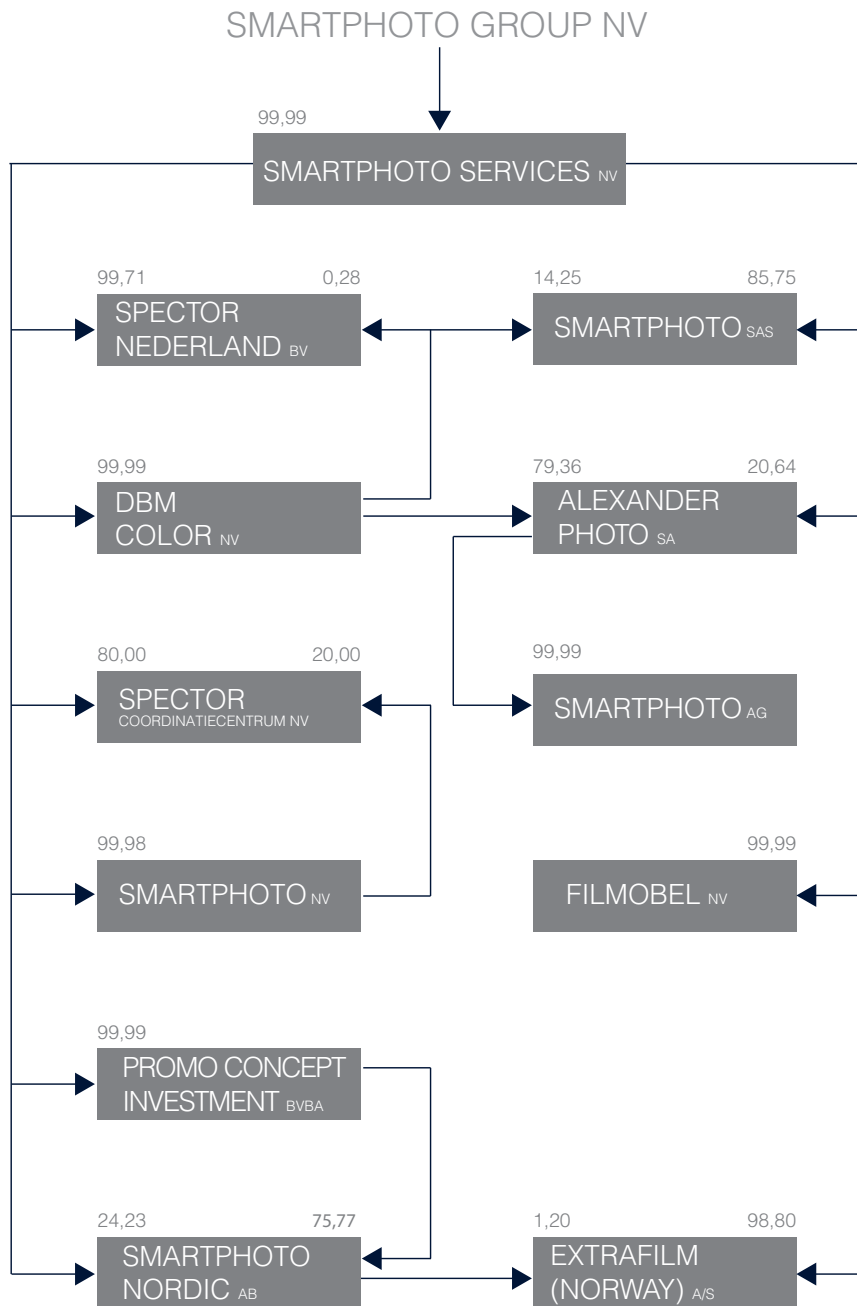 SMARTPHOTO GROUP NV
99,99
SMARTPHOTO SERVICES NV
99,71 0,28
SPECTOR
NEDERLAND BV
14,25 85,75
SMARTPHOTO SAS
99,99
DBM
COLOR NV
79,36 20,64
ALEXANDER
PHOTO SA
80,00 20,00
SPECTOR
COORDINATIECENTRUM NV
99,99
SMARTPHOTO AG
99,98
SMARTPHOTO NV
99,99
FILMOBEL NV
99,99
PROMO CONCEPT
INVESTMENT BVBA
24,23 75,77
SMARTPHOTO
NORDIC AB
1,20 98,80
EXTRAFILM
(NORWAY) A/S